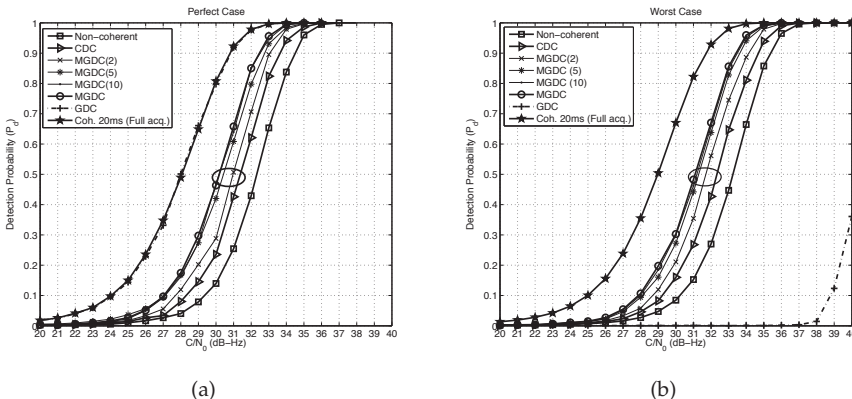 Perfect Case
Detection Probability (P_d)
1
0.9
0.8
0.7
0.6
0.5
0.4
0.3
0.2
0.1
0
Non-coherent
CDC
MGDC(2)
MGDC (5)
MGDC(10)
MGDC
GDC
Coh. 20ms (Full acq.)
20 21 22 23 24 25 26 27 28 29 30 31 32 33 34 35 36 37 38 39 40
C/N_0 (dB-Hz)
(a)
Worst Case
Detection Probability (P_d)
1
0.9
0.8
0.7
0.6
0.5
0.4
0.3
0.2
0.1
0
Non-coherent
CDC
MGDC(2)
MGDC (5)
MGDC (10)
MGDC
GDC
Coh. 20ms (Full acq.)
20 21 22 23 24 25 26 27 28 29 30 31 32 33 34 35 36 37 38 39 40
C/N_0 (dB-Hz)
(b)